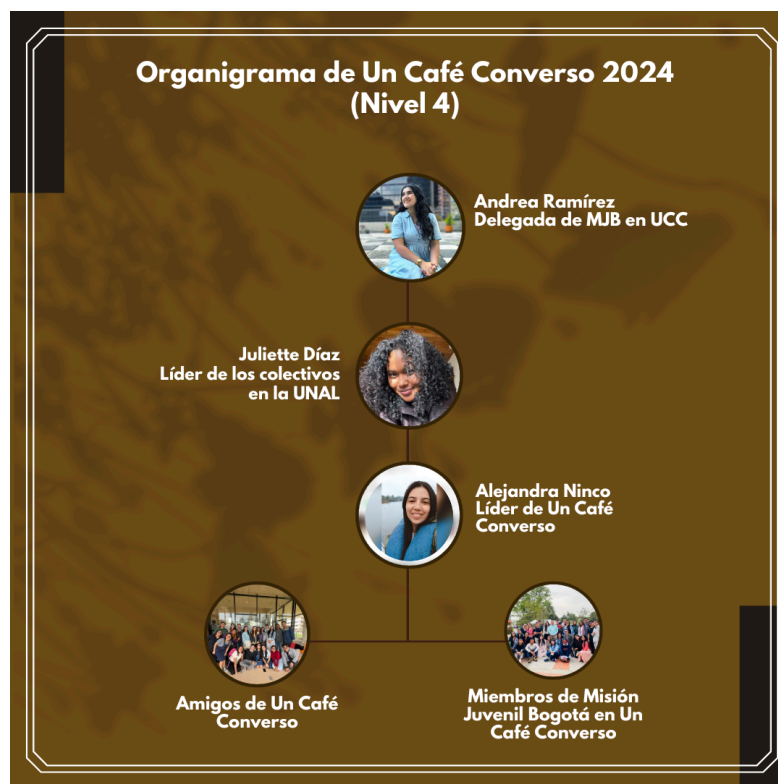 Organigrama de Un Café Converso 2024
(Nivel 4)
Andrea Ramírez
Delegada de MJB en UCC
Juliette Díaz
Líder de los colectivos
en la UNAL
Alejandra Ninco
Líder de Un Café
Converso
Amigos de Un Café
Converso
Miembros de Misión
Juvenil Bogotá en Un
Café Converso